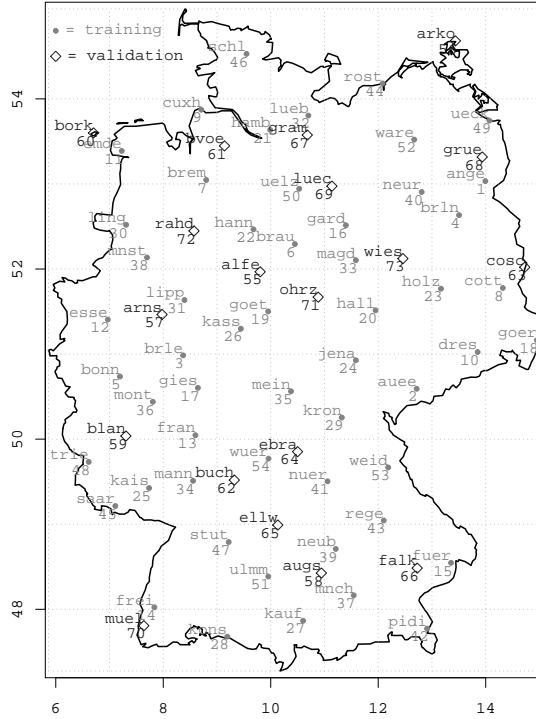 • = training
◇ = validation
schl
46
arko
rost
44
cuxh
9
lueb
32
hamb
21
gram
67
ueck
49
bork
60
emde
11
bvoe
61
ware
52
grue
68
brem
7
uelz
50
luec
69
neur
40
ange
1
brln
4
ling
30
rahd
72
hann
22
brau
6
gard
16
mnst
38
alfe
55
magd
33
wies
73
cosc
63
lipp
31
ohrz
71
holz
23
cott
8
esse
12
arns
57
kass
26
goet
19
hall
20
goer
18
brle
3
jena
24
dres
10
bonn
5
gies
17
mont
36
mein
35
auee
2
kron
29
blan
59
fran
13
ebra
64
wuer
54
trie
48
weid
53
kais
25
mann
34
buch
62
nuer
41
saar
45
ellw
65
rege
43
stut
47
neub
39
ulmm
51
augs
58
falk
66
fuer
15
mnch
37
frei
14
muel
70
kons
28
kauf
27
pidi
42
54
52
50
48
6
8
10
12
14